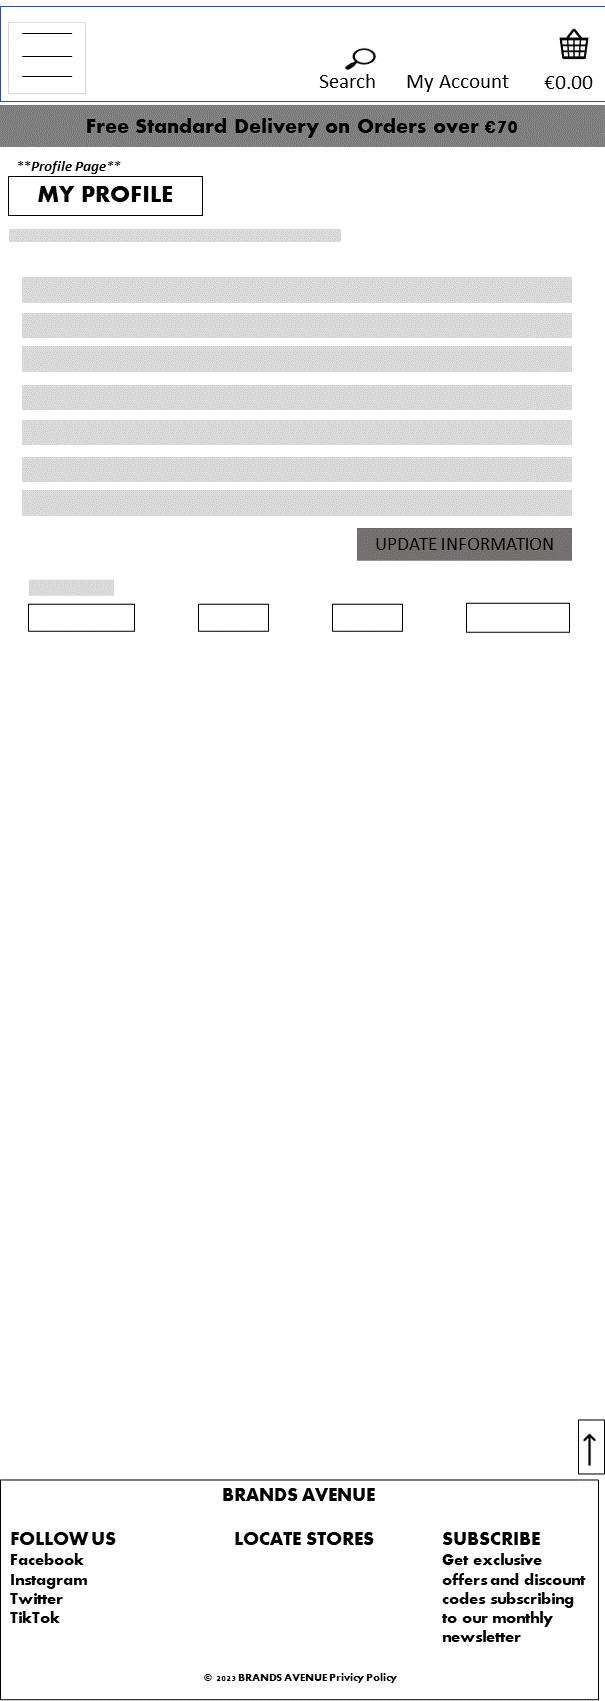 Search My Account €0.00
Free Standard Delivery on Orders over €70
**Profile Page**
MY PROFILE
UPDATE INFORMATION
BRANDS AVENUE
FOLLOW US
Facebook
Instagram
Twitter
TikTok
LOCATE STORES
SUBSCRIBE
Get exclusive
offers and discount
codes subscribing
to our monthly
newsletter
© 2023 BRANDS AVENUE Privicy Policy